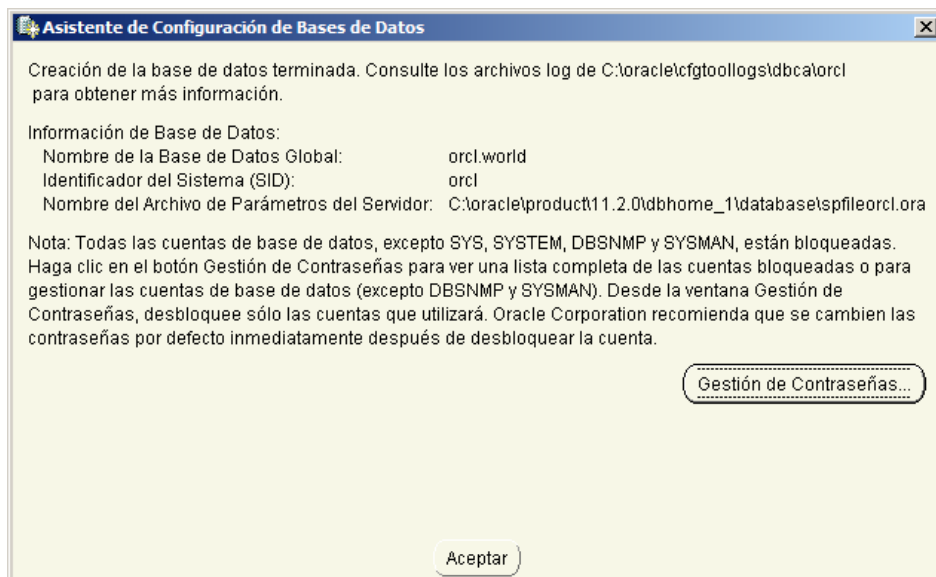 Asistente de Configuración de Bases de Datos
Creación de la base de datos terminada. Consulte los archivos log de C:\oracle\cfgtoollogs\dbca\orcl
para obtener más información.
Información de Base de Datos:
Nombre de la Base de Datos Global: orcl.world
Identificador del Sistema (SID): orcl
Nombre del Archivo de Parámetros del Servidor: C:\oracle\product\11.2.0\dbhome_1\database\spfileorcl.ora
Nota: Todas las cuentas de base de datos, excepto SYS, SYSTEM, DBSNMP y SYSMAN, están bloqueadas.
Haga clic en el botón Gestión de Contraseñas para ver una lista completa de las cuentas bloqueadas o para
gestionar las cuentas de base de datos (excepto DBSNMP y SYSMAN). Desde la ventana Gestión de
Contraseñas, desbloquee sólo las cuentas que utilizará. Oracle Corporation recomienda que se cambien las
contraseñas por defecto inmediatamente después de desbloquear la cuenta.
Gestión de Contraseñas...
Aceptar